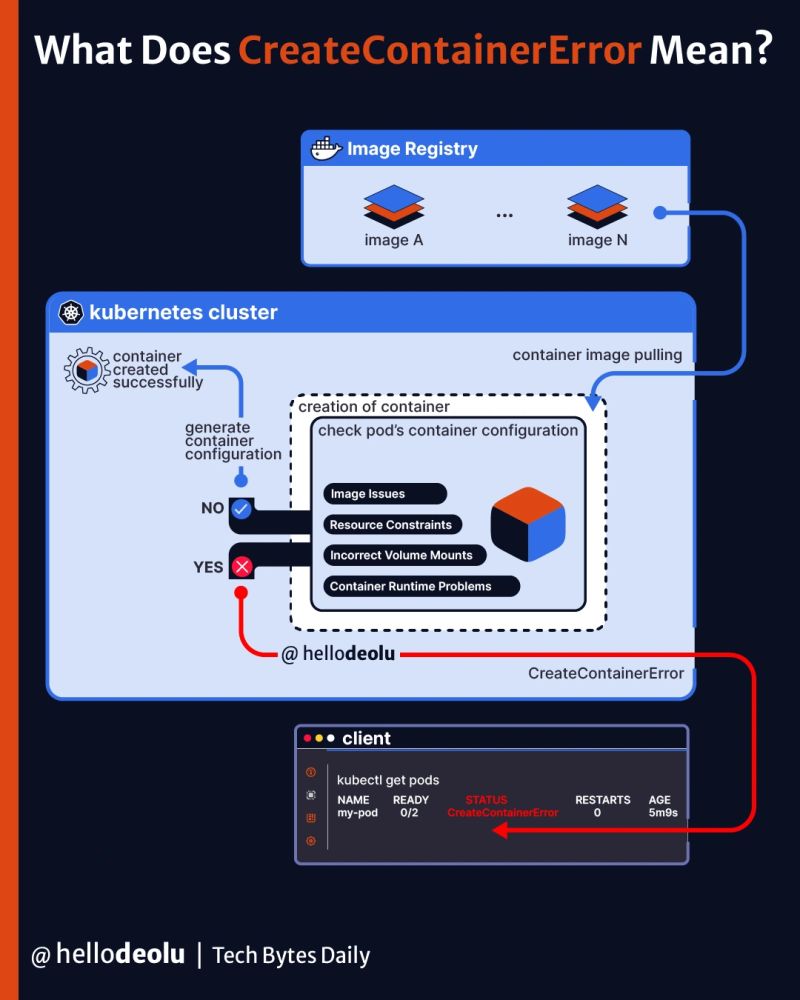 What Does CreateContainerError Mean?
Image Registry
image A
...
image N
kubernetes cluster
container
created
successfully
container image pulling
generate
container
configuration
creation of container
check pod's container configuration
Image Issues
Resource Constraints
Incorrect Volume Mounts
Container Runtime Problems
NO
YES
@ hellodeolu
CreateContainerError
client
kubectl get pods
NAME READY STATUS RESTARTS AGE
my-pod 0/2 CreateContainerError 0 5m9s
@ hellodeolu | Tech Bytes Daily